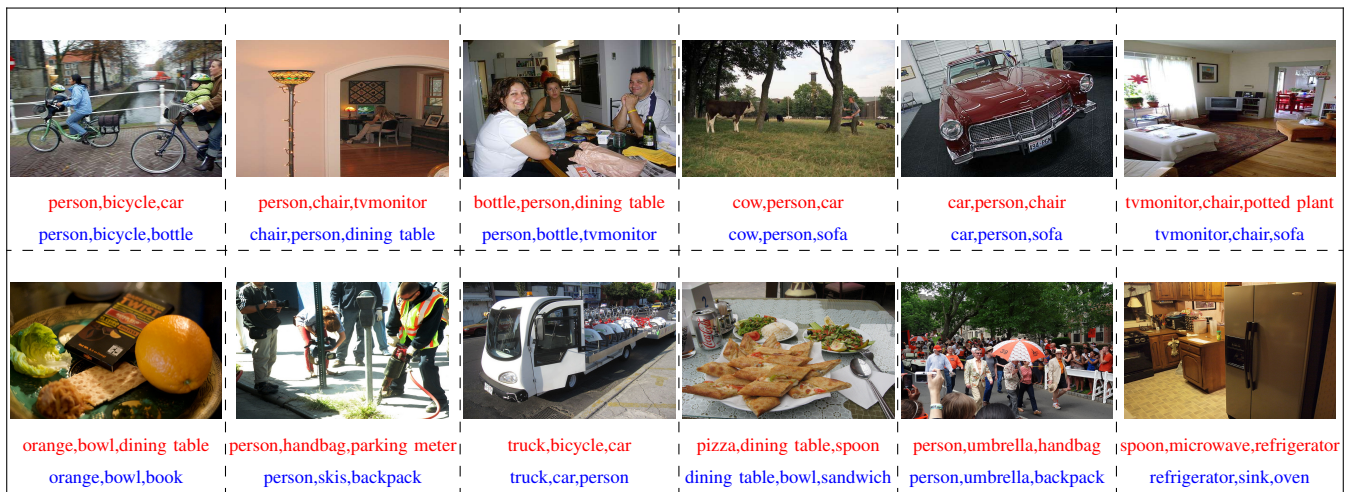 person,bicycle,car
person,bicycle,bottle
person,chair,tvmonitor
chair,person,dining table
bottle,person,dining table
person,bottle,tvmonitor
cow,person,car
cow,person,sofa
car,person,chair
car,person,sofa
tvmonitor,chair,potted plant
tvmonitor,chair,sofa
orange,bowl,dining table
orange,bowl,book
person,handbag,parking meter
person,skis,backpack
truck,bicycle,car
truck,car,person
2
pizza,dining table,spoon
dining table,bowl,sandwich
person,umbrella,handbag
person,umbrella,backpack
spoon,microwave,refrigerator
refrigerator,sink,oven